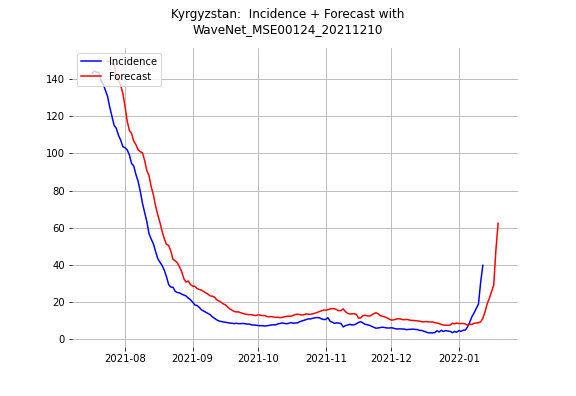 Kyrgyzstan:  Incidence + Forecast with
WaveNet_MSE00124_20211210
Incidence
Forecast
140
120
100
80
60
40
20
0
2021-08 2021-09 2021-10 2021-11 2021-12 2022-01